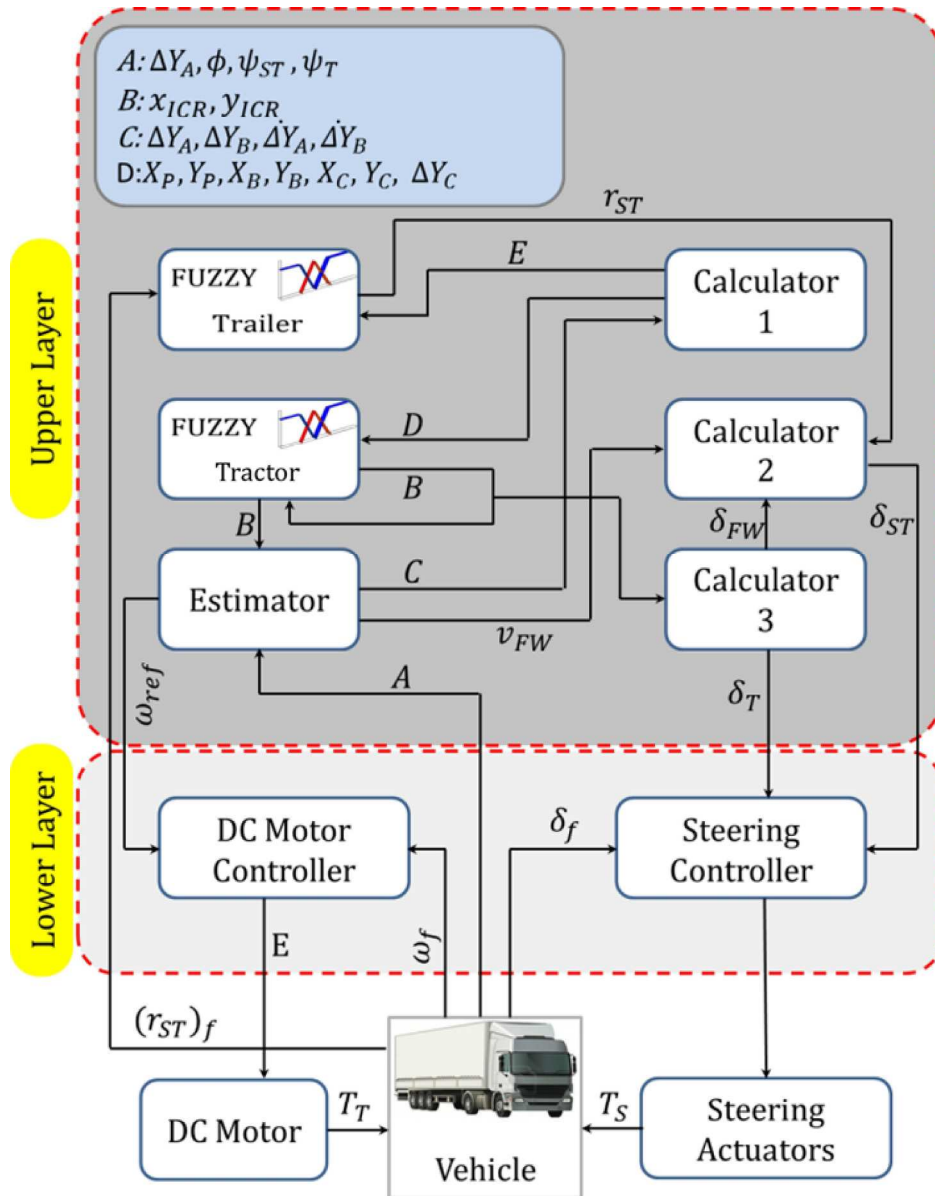 A: ΔY_A, ϕ, ψ_ST, ψ_T
B: x_ICR, y_ICR
C: ΔY_A, ΔY_B, Δ̇Y_A, Δ̇Y_B
D:X_P, Y_P, X_B, Y_B, X_C, Y_C, ΔY_C
r_ST
FUZZY
Trailer
E
Calculator
1
Upper Layer
FUZZY
Tractor
D
Calculator
2
B
B
δ_FW
δ_ST
Estimator
C
v_FW
Calculator
3
A
ω_ref
δ_T
Lower Layer
DC Motor
Controller
δ_f
Steering
Controller
E
ω_f
(r_ST)_f
DC Motor
T_T
Vehicle
T_S
Steering
Actuators